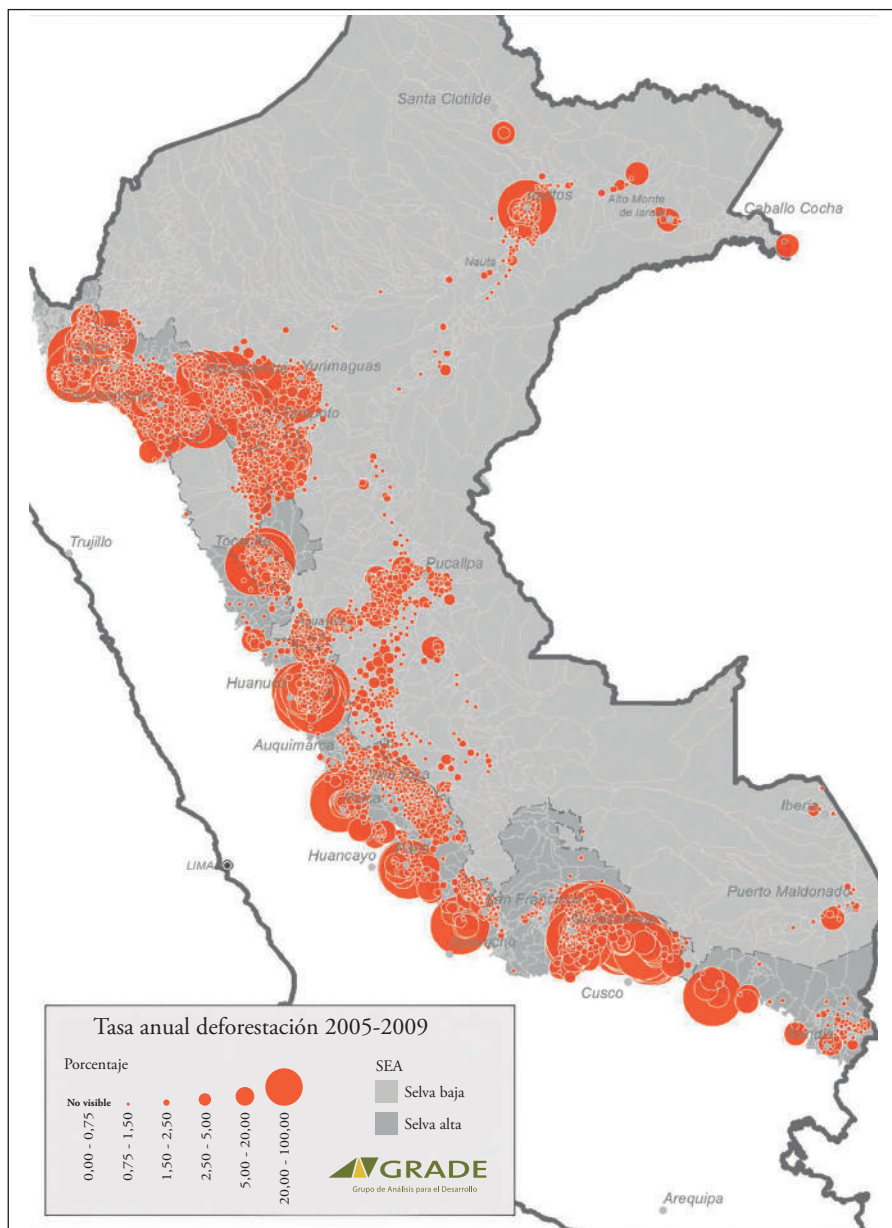 Santa Clotilde
Iquitos
Alto Monte
de Iara
Caballo Cocha
Nauta
Yurimaguas
Trujillo
Pucallpa
Huanuco
Auquimarca
Villa Rica
Iberia
LIMA
Huancayo
Puerto Maldonado
San Francisco
Ayacucho
Cusco
Tasa anual deforestación 2005-2009
Porcentaje
No visible
0,00 - 0,75
0,75 - 1,50
1,50 - 2,50
2,50 - 5,00
5,00 - 20,00
20,00 - 100,00
SEA
Selva baja
Selva alta
GRADE
Grupo de Análisis para el Desarrollo
Arequipa